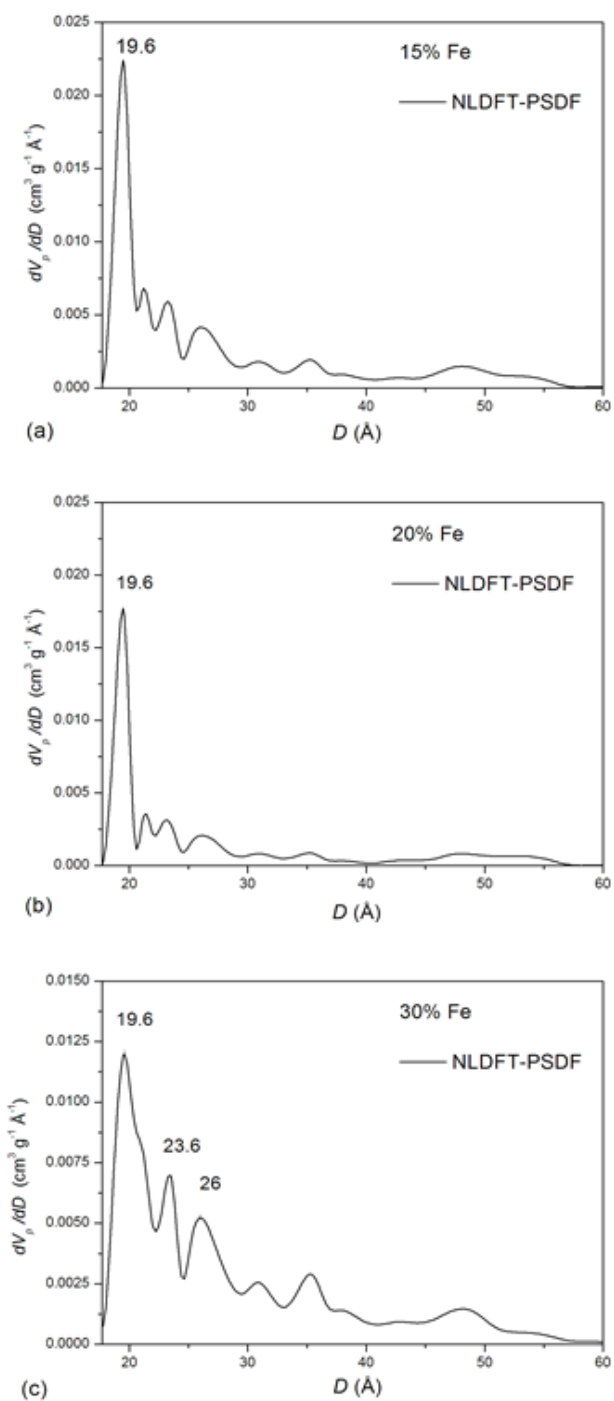 0.025
0.020
0.015
0.010
0.005
0.000
dVₚ/dD (cm³ g⁻¹ Å⁻¹)
19.6
15% Fe
NLDFT-PSDF
20 30 40 50 60
(a) D (Å)
0.025
0.020
0.015
0.010
0.005
0.000
dVₚ/dD (cm³ g⁻¹ Å⁻¹)
19.6
20% Fe
NLDFT-PSDF
20 30 40 50 60
(b) D (Å)
0.0150
0.0125
0.0100
0.0075
0.0050
0.0025
0.0000
dVₚ/dD (cm³ g⁻¹ Å⁻¹)
19.6
30% Fe
NLDFT-PSDF
23.6
26
20 30 40 50 60
(c) D (Å)